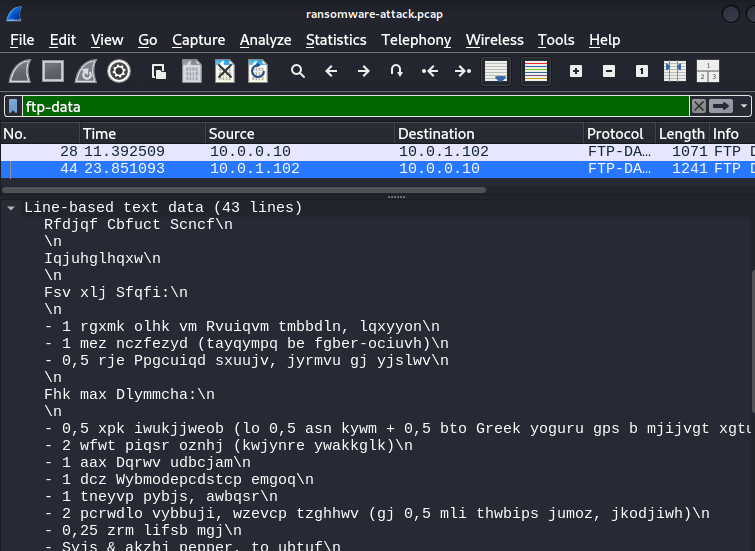 ransomware-attack.pcap
File Edit View Go Capture Analyze Statistics Telephony Wireless Tools Help
ftp-data
No. Time Source Destination Protocol Length Info
28 11.392509 10.0.0.10 10.0.1.102 FTP-DA… 1071 FTP D
44 23.851093 10.0.1.102 10.0.0.10 FTP-DA… 1241 FTP D
Line-based text data (43 lines)
Rfdjqf Cbfuct Scncf\n
\n
Iqjuhglhqxw\n
\n
Fsv xlj Sfqfi:\n
\n
- 1 rgxmk olhk vm Rvuiqvm tmbbdln, lqxyyon\n
- 1 mez nczfezyd (tayqympq be fgber-ociuvh)\n
- 0,5 rje Ppgcuiqd sxuujv, jyrmvu gj yjslwv\n
\n
Fhk max Dlymmcha:\n
\n
- 0,5 xpk iwukjjweob (lo 0,5 asn kywm + 0,5 bto Greek yoguru gps b mjijvgt xgtu
- 2 wfwt piqsr oznhj (kwjynre ywakkglk)\n
- 1 aax Dqrwv udbcjam\n
- 1 dcz Wybmodepcdstcp emgoq\n
- 1 tneyvp pybjs, awbqsr\n
- 2 pcrwdlo vybbuji, wzevcp tzghhwv (gj 0,5 mli thwbips jumoz, jkodjiwh)\n
- 0,25 zrm lifsb mgj\n
- Syjs & akzbj pepper, to ubtuf\n